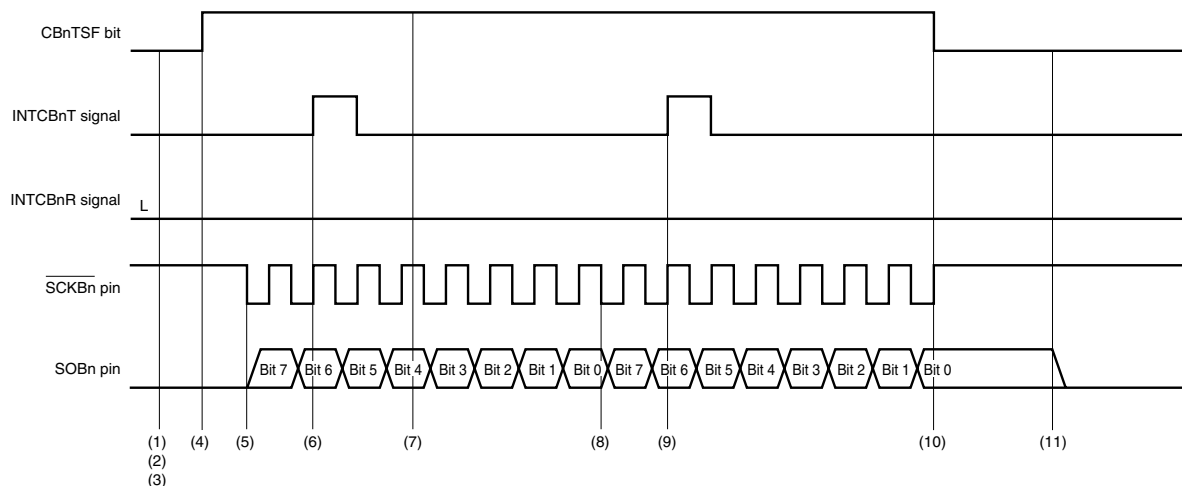 CBnTSF bit
INTCBnT signal
INTCBnR signal
L
SCKBn pin
SOBn pin
Bit 7 Bit 6 Bit 5 Bit 4 Bit 3 Bit 2 Bit 1 Bit 0 Bit 7 Bit 6 Bit 5 Bit 4 Bit 3 Bit 2 Bit 1 Bit 0
(1) (4) (5) (6) (7) (8) (9) (10) (11)
(2)
(3)